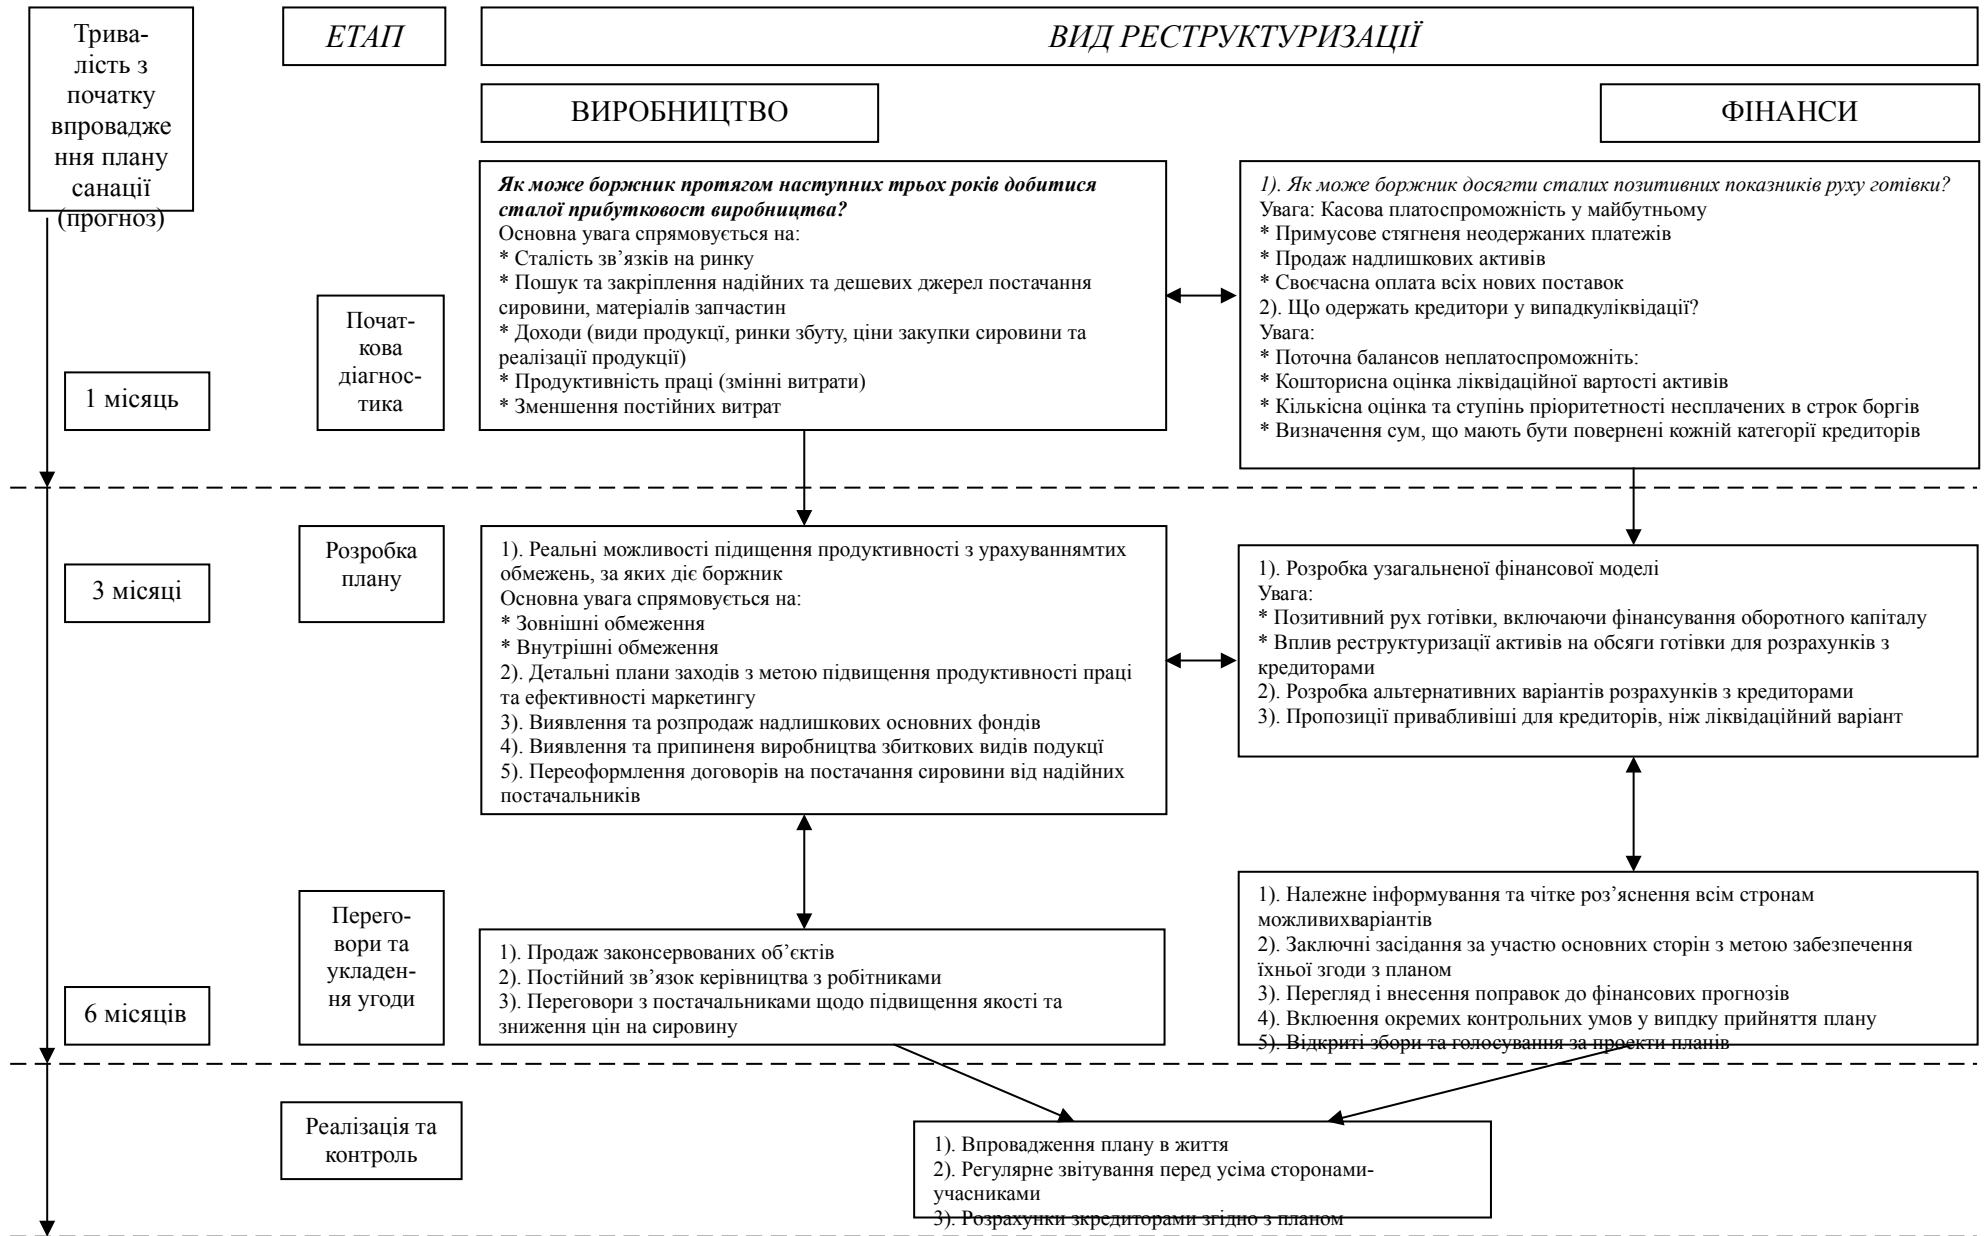 Трива-
лість з
початку
впровадже
ння плану
санації
(прогноз)
ЕТАП
ВИД РЕСТРУКТУРИЗАЦІЇ
ВИРОБНИЦТВО
ФІНАНСИ
1 місяць
Почат-
кова
діагнос-
тика
Як може боржник протягом наступних трьох років добитися
сталої прибутковост виробництва?
Основна увага спрямовується на:
* Сталість зв’язків на ринку
* Пошук та закріплення надійних та дешевих джерел постачання
сировини, матеріалів запчастин
* Доходи (види продукції, ринки збуту, ціни закупки сировини та
реалізації продукції)
* Продуктивність праці (змінні витрати)
* Зменшення постійних витрат
1). Як може боржник досягти сталих позитивних показників руху готівки?
Увага: Касова платоспроможність у майбутньому
* Примусове стягненя неодержаних платежів
* Продаж надлишкових активів
* Своєчасна оплата всіх нових поставок
2). Що одержать кредитори у випадкуліквідації?
Увага:
* Поточна балансов неплатоспроможніть:
* Кошторисна оцінка ліквідаційної вартості активів
* Кількісна оцінка та ступінь пріоритетності несплачених в строк боргів
* Визначення сум, що мають бути повернені кожній категорії кредиторів
3 місяці
Розробка
плану
1). Реальні можливості підищення продуктивності з урахуваннямтих
обмежень, за яких діє боржник
Основна увага спрямовується на:
* Зовнішні обмеження
* Внутрішні обмеження
2). Детальні плани заходів з метою підвищення продуктивності праці
та ефективності маркетингу
3). Виявлення та розпродаж надлишкових основних фондів
4). Виявлення та припиненя виробництва збиткових видів подукції
5). Переоформлення договорів на постачання сировини від надійних
постачальників
1). Розробка узагальненої фінансової моделі
Увага:
* Позитивний рух готівки, включаючи фінансування оборотного капіталу
* Вплив реструктуризації активів на обсяги готівки для розрахунків з
кредиторами
2). Розробка альтернативних варіантів розрахунків з кредиторами
3). Пропозиції привабливіші для кредиторів, ніж ліквідаційний варіант
6 місяців
Перего-
вори та
укладен-
ня угоди
1). Продаж законсервованих об’єктів
2). Постійний зв’язок керівництва з робітниками
3). Переговори з постачальниками щодо підвищення якості та
зниження цін на сировину
1). Належне інформування та чітке роз’яснення всім стронам
можливихваріантів
2). Заключні засідання за участю основних сторін з метою забезпечення
їхньої згоди з планом
3). Перегляд і внесення поправок до фінансових прогнозів
4). Вклюення окремих контрольних умов у випдку прийняття плану
5). Відкриті збори та голосування за проекти планів
Реалізація та
контроль
1). Впровадження плану в життя
2). Регулярне звітування перед усіма сторонами-
учасниками
3). Розрахунки зкредиторами згідно з планом